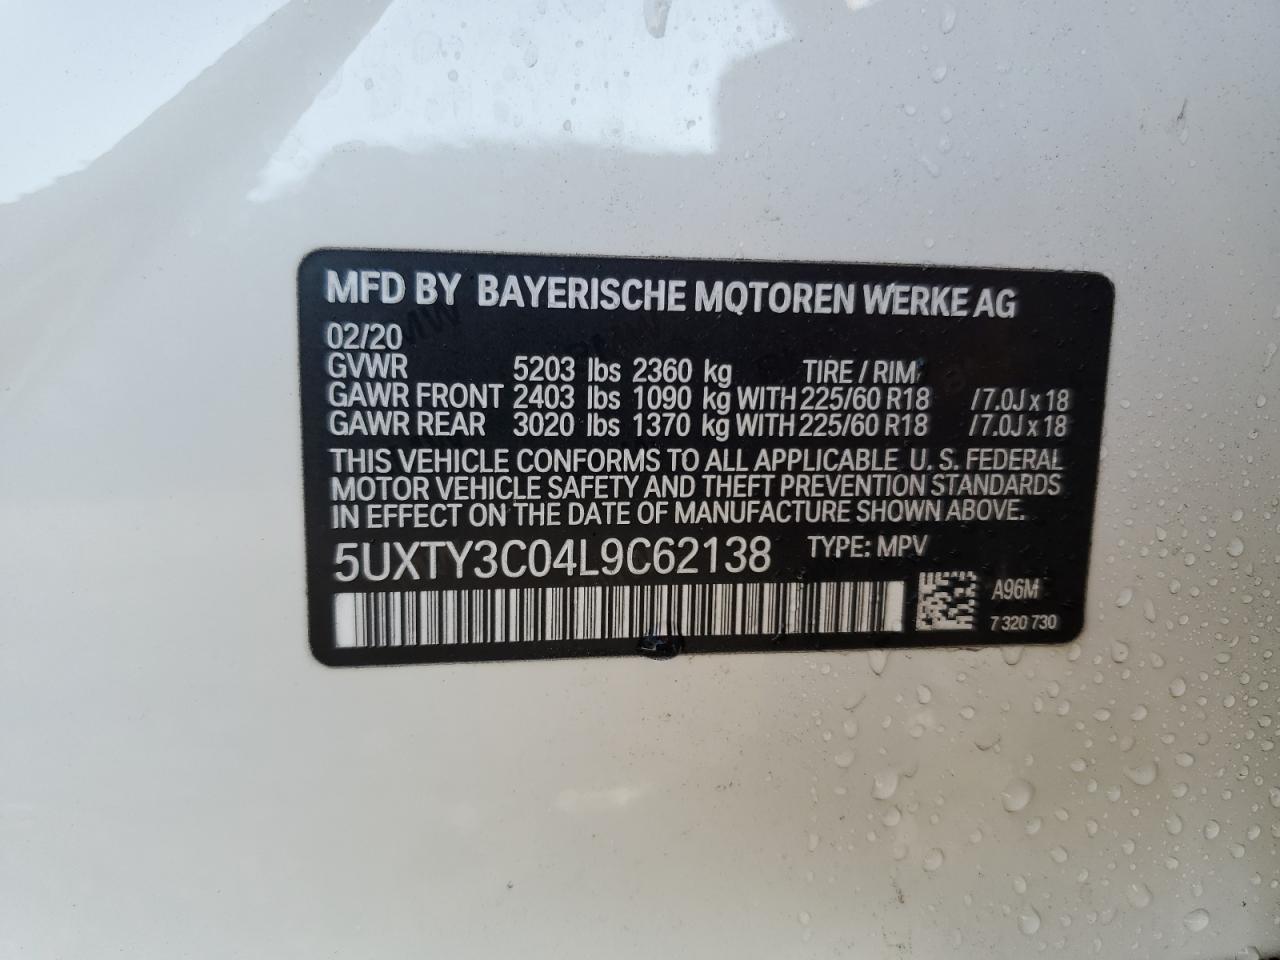 MFD BY BAYERISCHE MOTOREN WERKE AG
02/20
GVWR 5203 lbs 2360 kg TIRE / RIM
GAWR FRONT 2403 lbs 1090 kg WITH 225/60 R18 / 7.0J x 18
GAWR REAR 3020 lbs 1370 kg WITH 225/60 R18 / 7.0J x 18
THIS VEHICLE CONFORMS TO ALL APPLICABLE U. S. FEDERAL
MOTOR VEHICLE SAFETY AND THEFT PREVENTION STANDARDS
IN EFFECT ON THE DATE OF MANUFACTURE SHOWN ABOVE.
5UXTY3C04L9C62138 TYPE: MPV
A96M
7 320 730